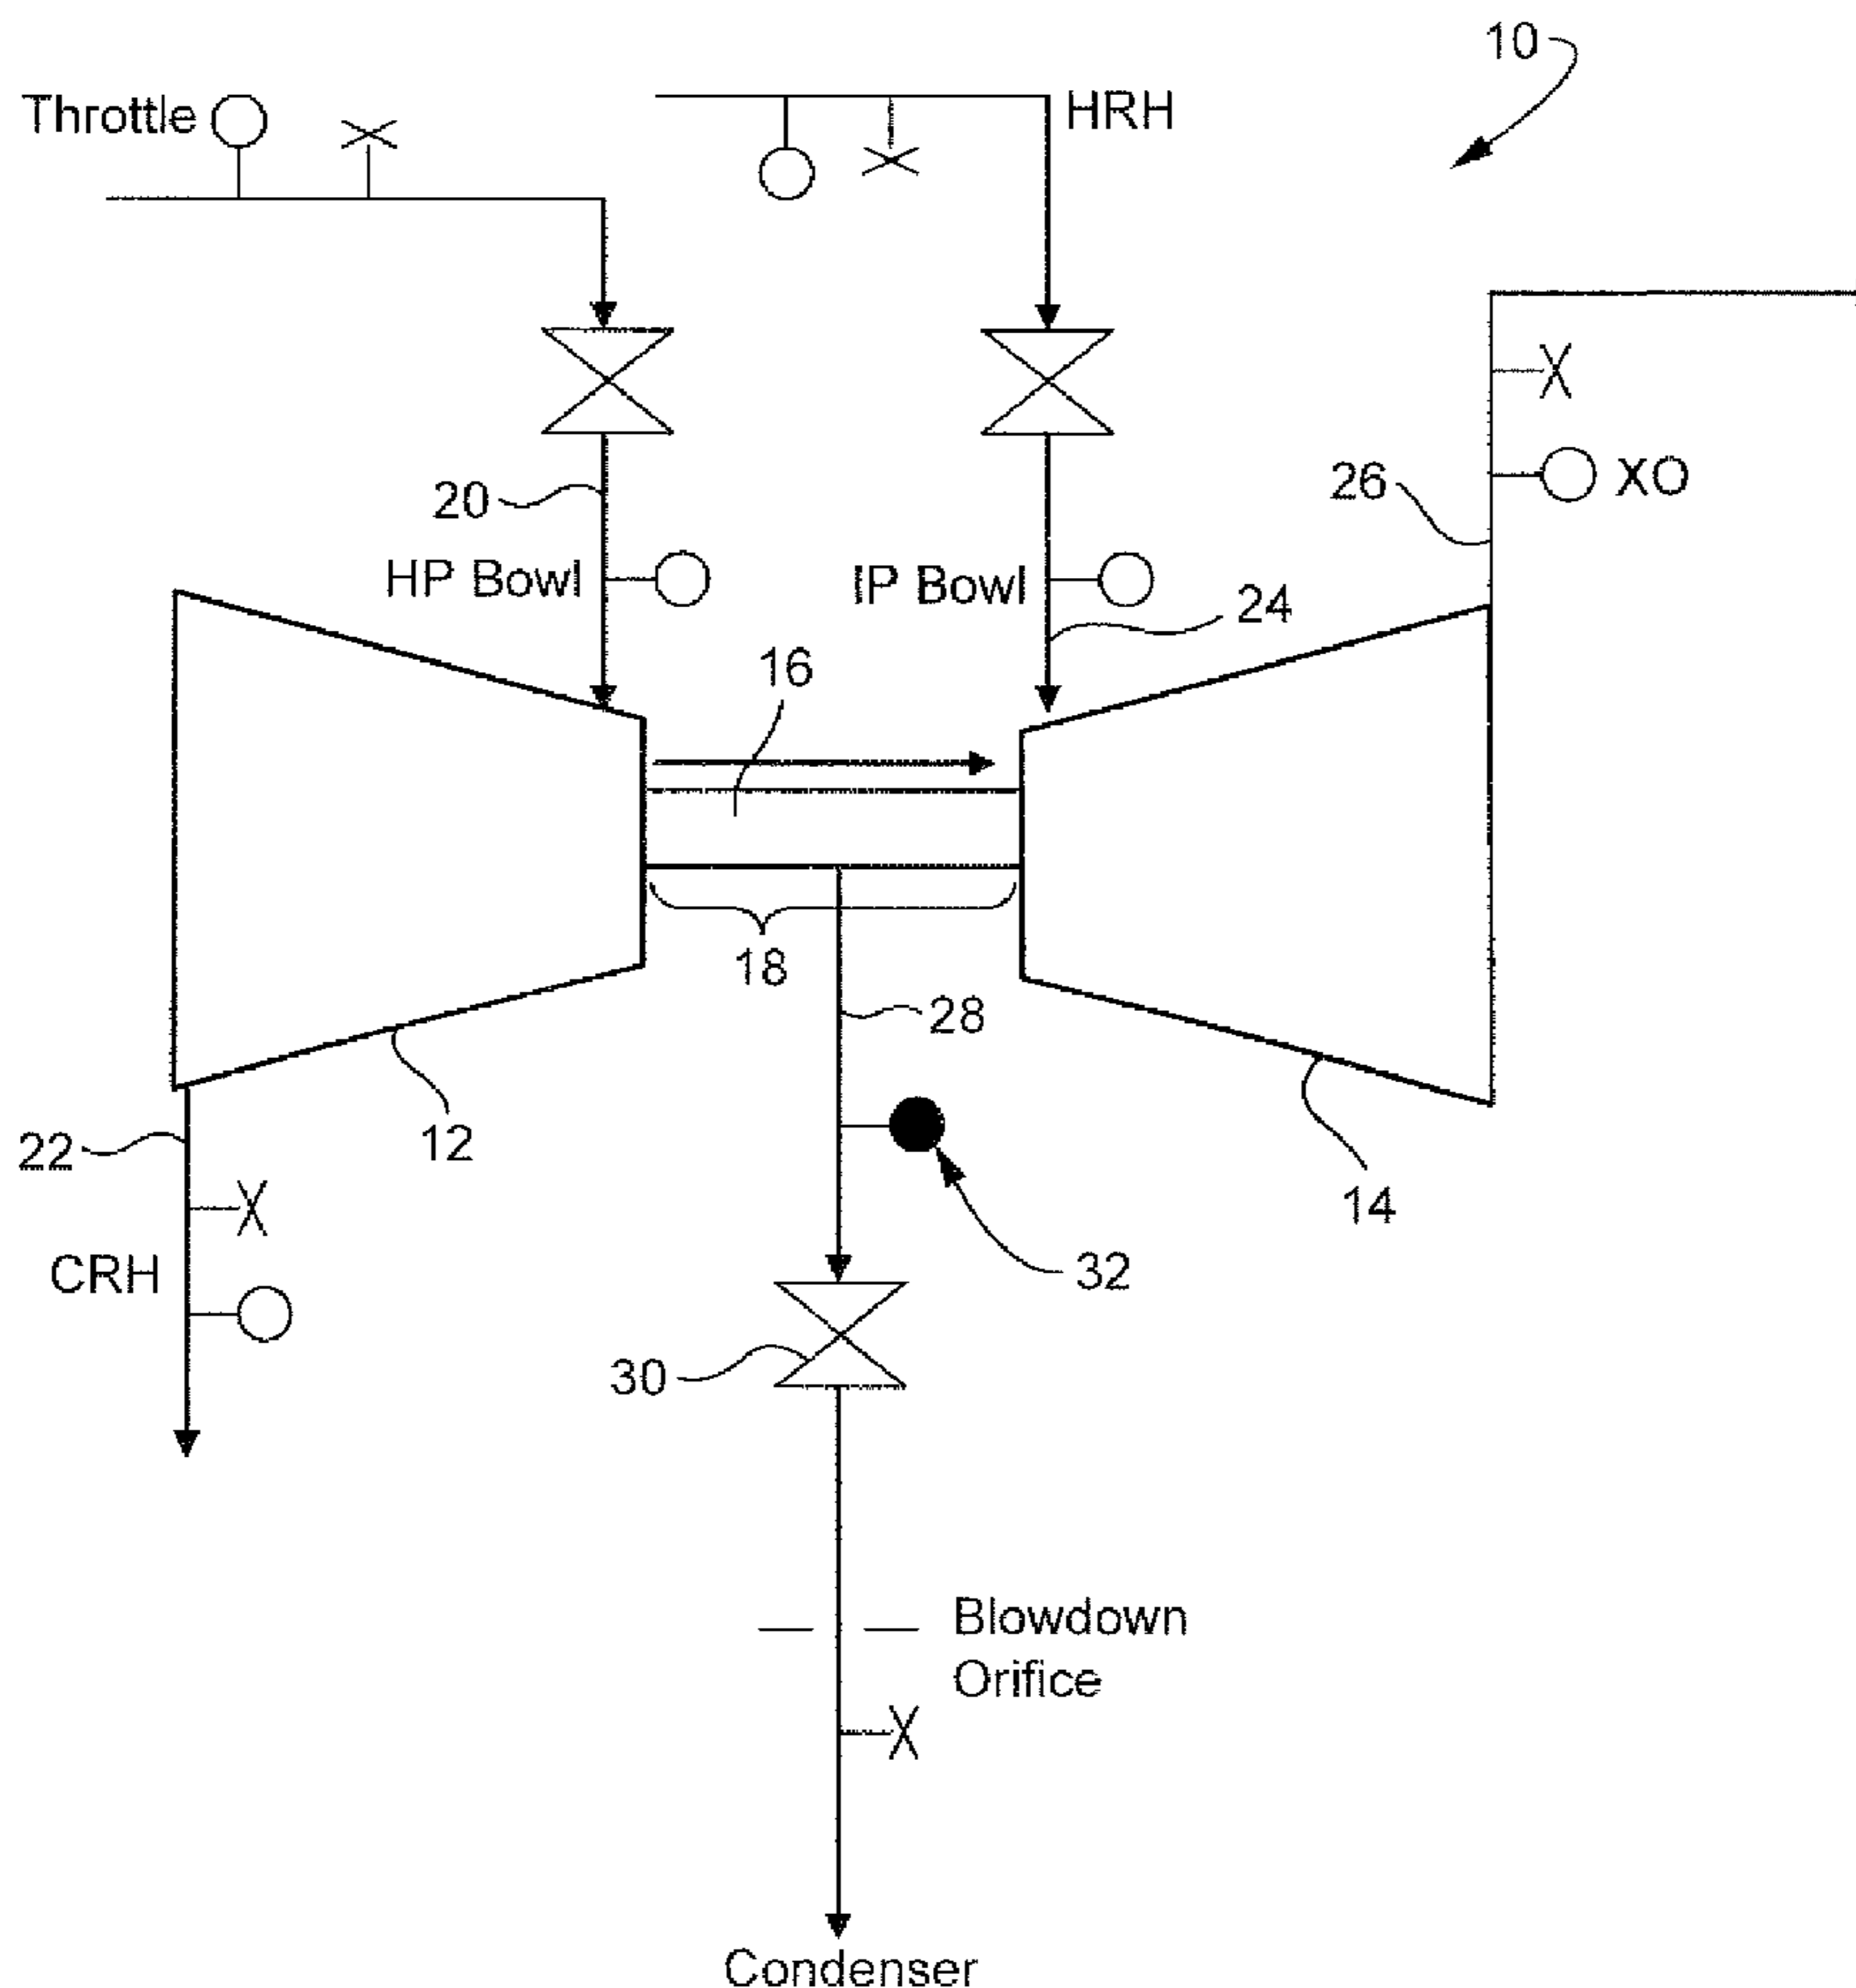 10
Throttle
HRH
26
XO
20
HP Bowl
IP Bowl
24
16
18
28
22
12
14
CRH
32
30
Blowdown
Orifice
Condenser